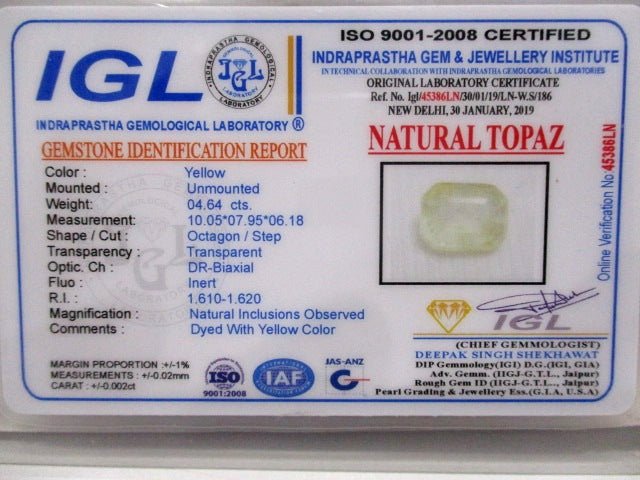 IGL
INDRAPRASTHA GEMOLOGICAL LABORATORY
IGL
LABORATORY
INDRAPRASTHA GEMOLOGICAL LABORATORY ®
GEMSTONE IDENTIFICATION REPORT
Color : Yellow
Mounted : Unmounted
Weight: 04.64 cts.
Measurement: 10.05*07.95*06.18
Shape / Cut : Octagon / Step
Transparency : Transparent
Optic. Ch : DR-Biaxial
Fluo : Inert
R.I. : 1.610-1.620
Magnification : Natural Inclusions Observed
Comments : Dyed With Yellow Color
MARGIN PROPORTION :+/-1%
MEASUREMENTS : +/-0.02mm
CARAT : +/-0.002ct
ISO
9001:2008
IAF
JAS-ANZ
ISO 9001-2008 CERTIFIED
INDRAPRASTHA GEM & JEWELLERY INSTITUTE
IN TECHNICAL COLLABORATION WITH INDRAPRASTHA GEMOLOGICAL LABORATORIES
ORIGINAL LABORATORY CERTIFICATE
Ref. No. Igl/45386LN/30/01/19/LN-W.S/186
NEW DELHI, 30 JANUARY, 2019
NATURAL TOPAZ
Online Verification No:45386LN
IGL
(CHIEF GEMMOLOGIST)
DEEPAK SINGH SHEKHAWAT
DIP Gemmology(IGI) D.G.(IGI, GIA)
Adv. Gemm. (IIGJ-G.T.L., Jaipur)
Rough Gem ID (IIGJ-G.T.L., Jaipur)
Pearl Grading & Jewellery Ess.(G.I.A, U.S.A)